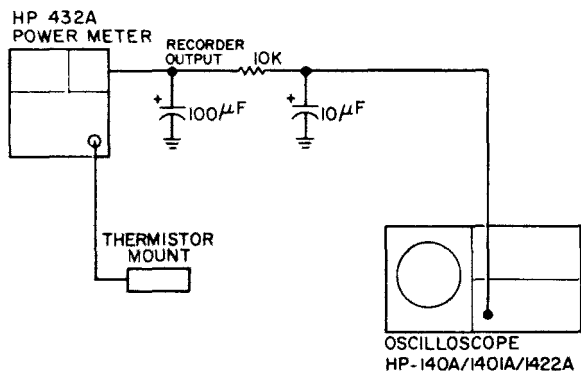 HP 432A
POWER METER
RECORDER
OUTPUT
10K
+
100µF
+
10µF
THERMISTOR
MOUNT
OSCILLOSCOPE
HP-140A/1401A/1422A